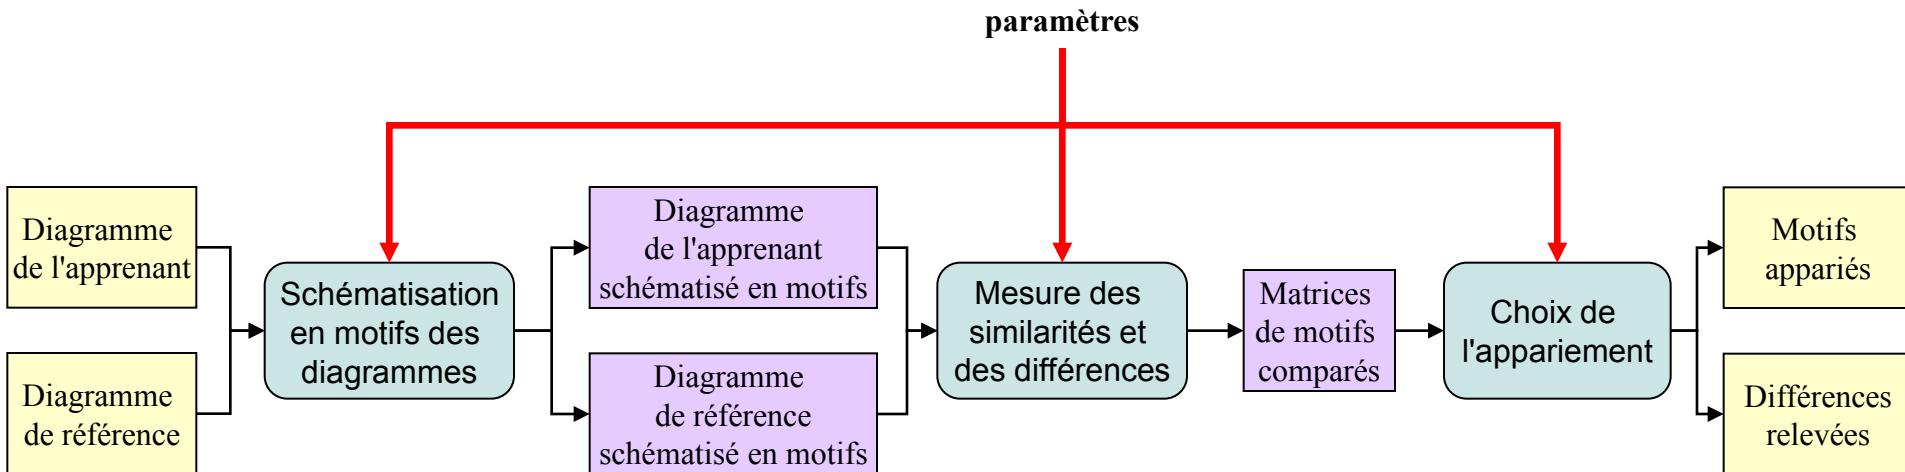 paramètres
Diagramme
de l'apprenant
Diagramme
de référence
Schématisation
en motifs des
diagrammes
Diagramme
de l'apprenant
schématisé en motifs
Diagramme
de référence
schématisé en motifs
Mesure des
similarités et
des différences
Matrices
de motifs
comparés
Choix de
l'appariement
Motifs
appariés
Différences
relevées